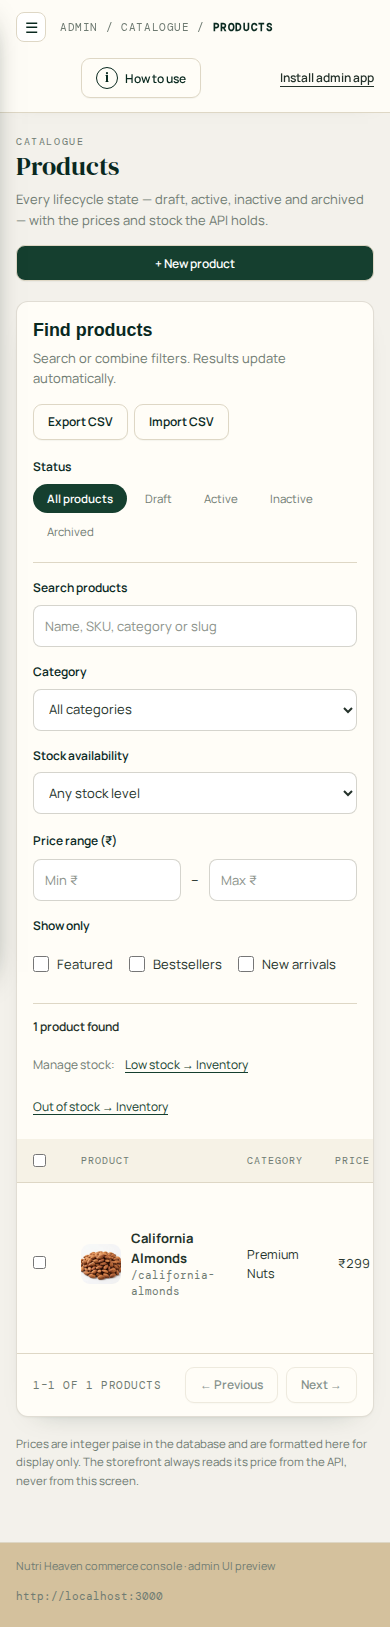 ☰ ADMIN / CATALOGUE / PRODUCTS
i How to use Install admin app
CATALOGUE
Products
Every lifecycle state — draft, active, inactive and archived
— with the prices and stock the API holds.
+ New product
Find products
Search or combine filters. Results update
automatically.
Export CSV Import CSV
Status
All products Draft Active Inactive
Archived
Search products
Name, SKU, category or slug
Category
All categories
Stock availability
Any stock level
Price range (₹)
Min ₹ – Max ₹
Show only
Featured Bestsellers New arrivals
1 product found
Manage stock: Low stock → Inventory
Out of stock → Inventory
PRODUCT CATEGORY PRICE
California
Almonds
/california-
almonds
Premium
Nuts
₹299
1–1 OF 1 PRODUCTS ← Previous Next →
Prices are integer paise in the database and are formatted here for
display only. The storefront always reads its price from the API,
never from this screen.
Nutri Heaven commerce console · admin UI preview
http://localhost:3000